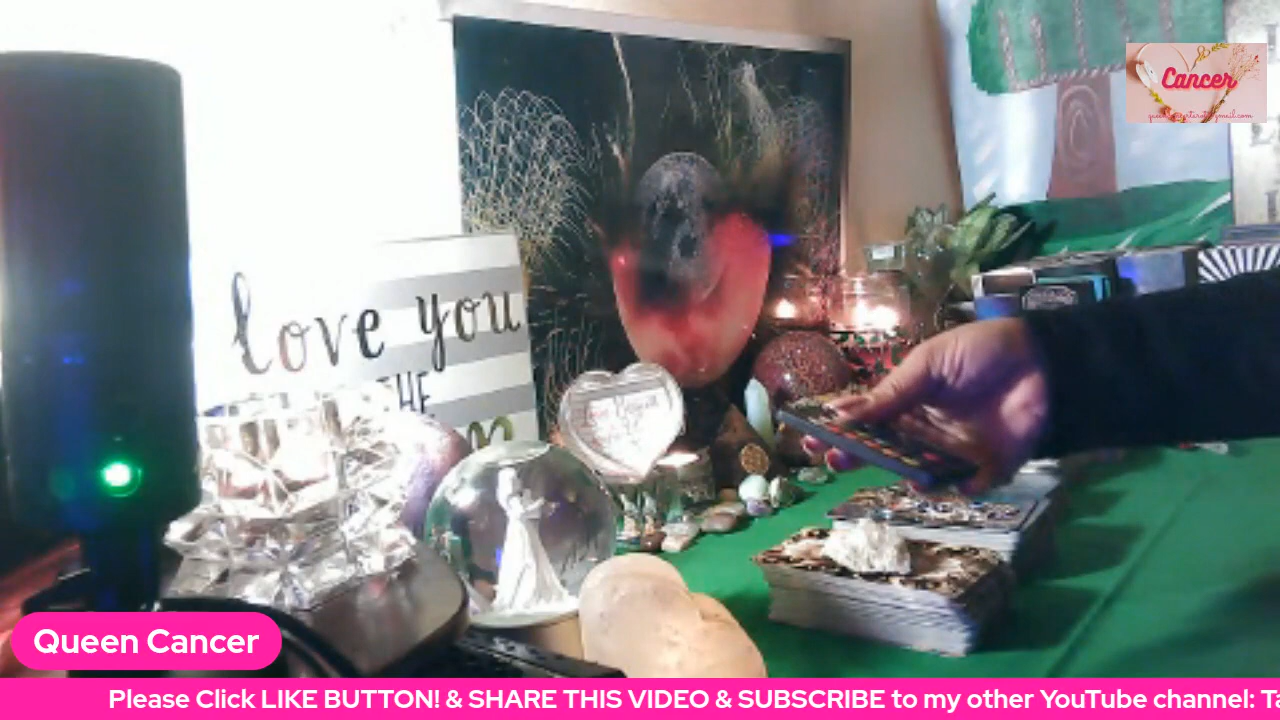 Cancer
love you
THE
Queen Cancer
Please Click LIKE BUTTON! & SHARE THIS VIDEO & SUBSCRIBE to my other YouTube channel: Ta